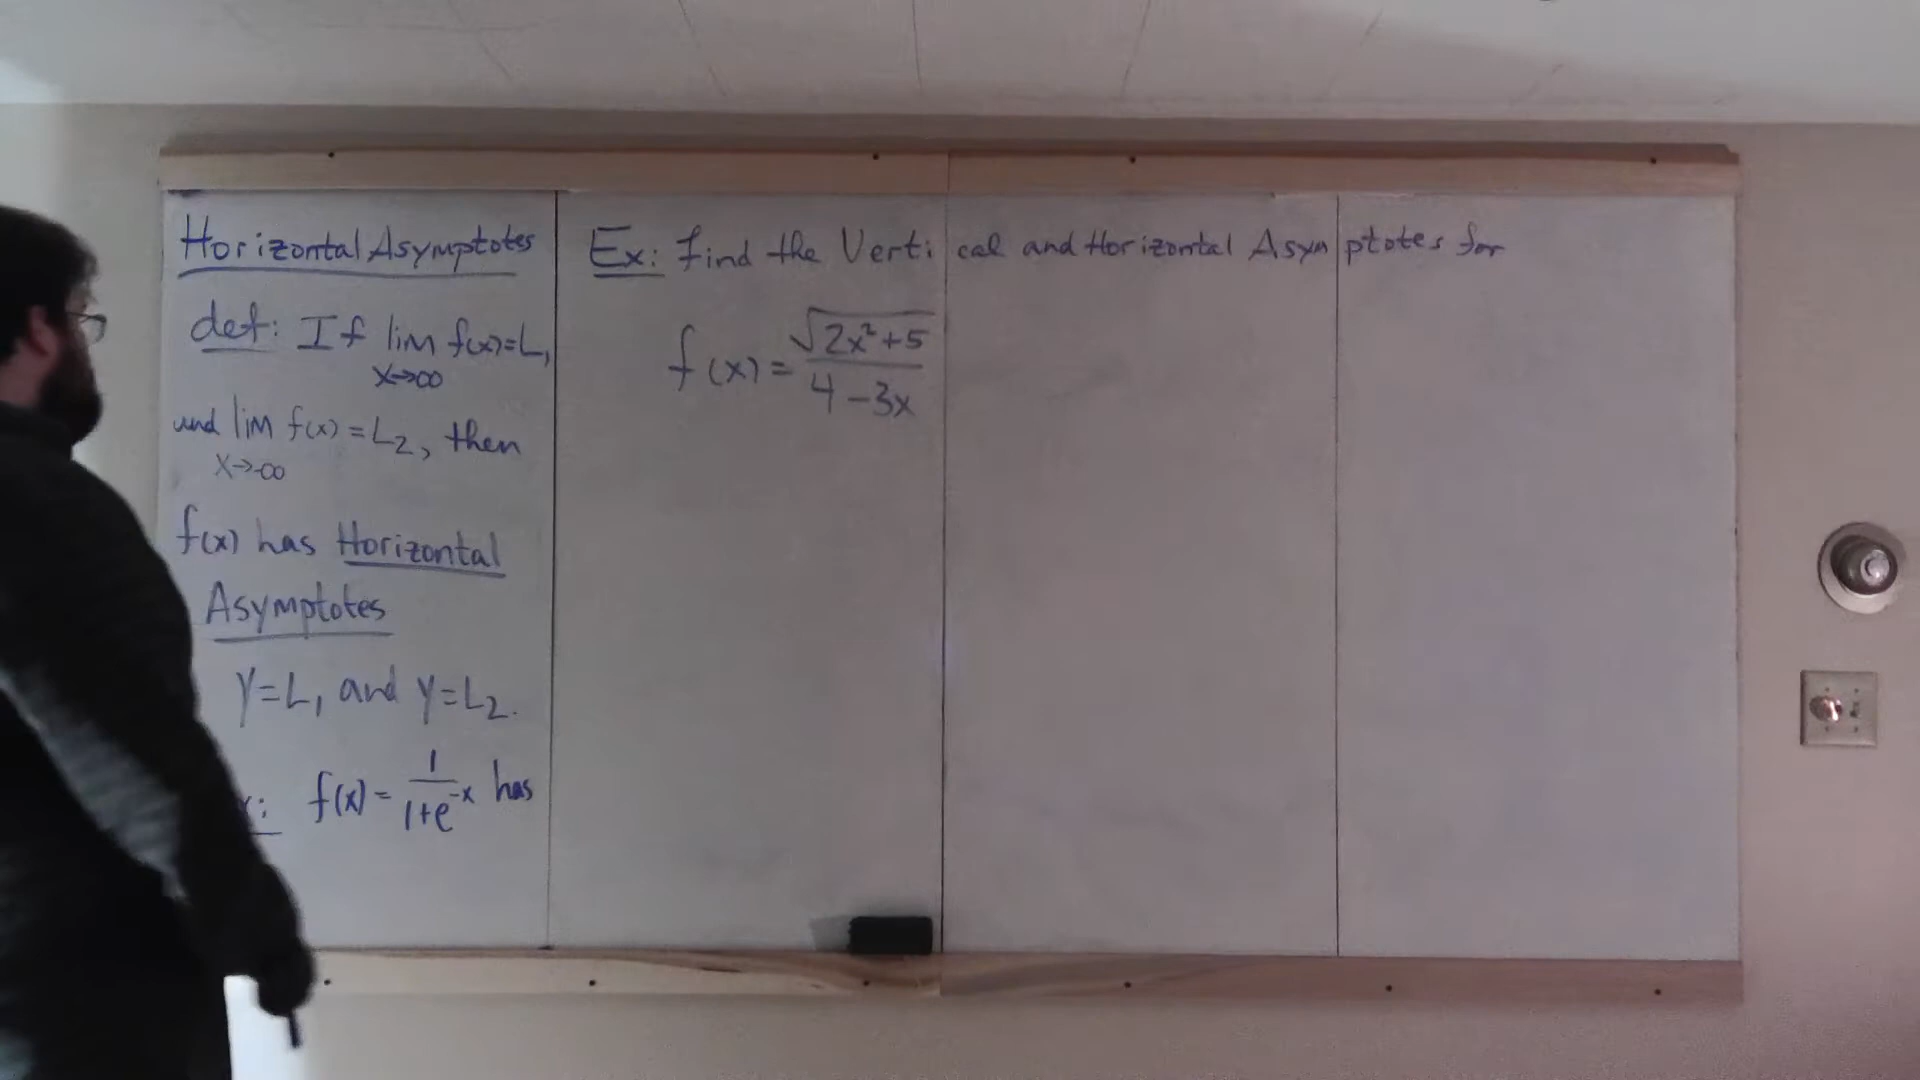 Horizontal Asymptotes
def: If lim f(x)=L₁
x→∞
and lim f(x)=L₂, then
x→-∞
f(x) has Horizontal
Asymptotes
y=L₁ and y=L₂.
f(x)= 1/(1+e^-x) has
Ex: Find the Vertical and Horizontal Asymptotes for
f(x)= √(2x²+5)/(4-3x)